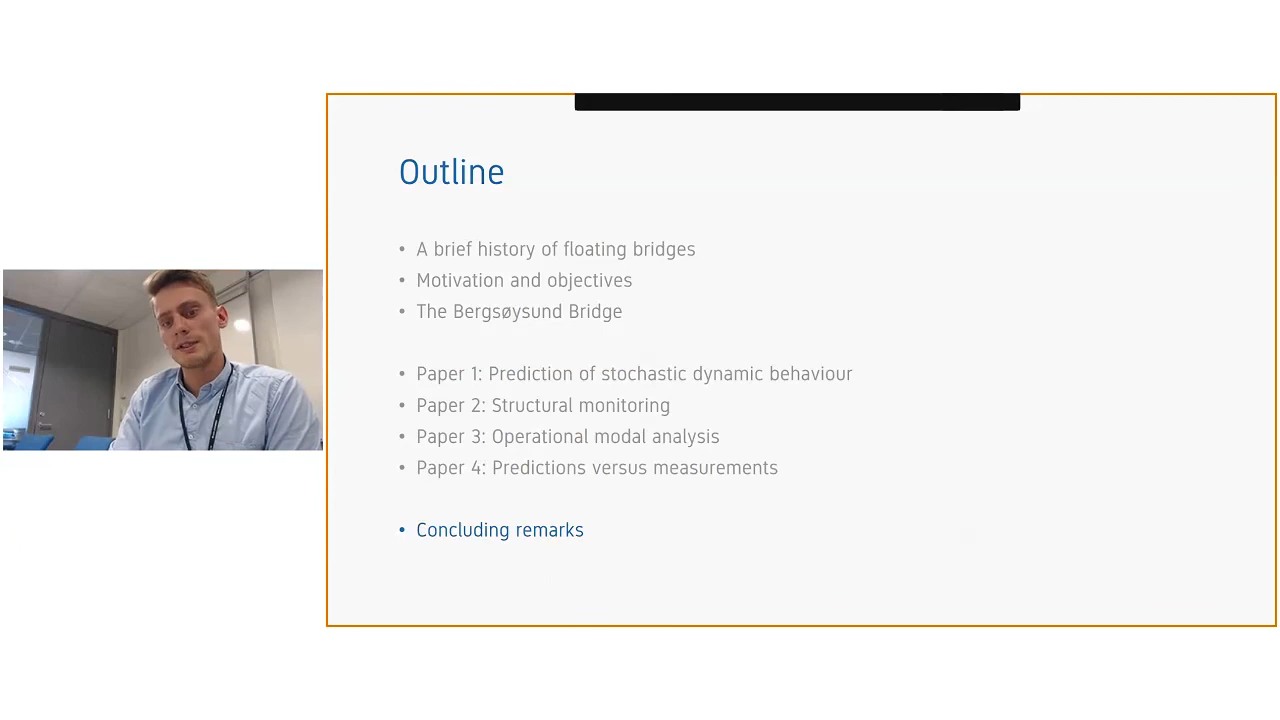 Outline
• A brief history of floating bridges
• Motivation and objectives
• The Bergsøysund Bridge
• Paper 1: Prediction of stochastic dynamic behaviour
• Paper 2: Structural monitoring
• Paper 3: Operational modal analysis
• Paper 4: Predictions versus measurements
• Concluding remarks